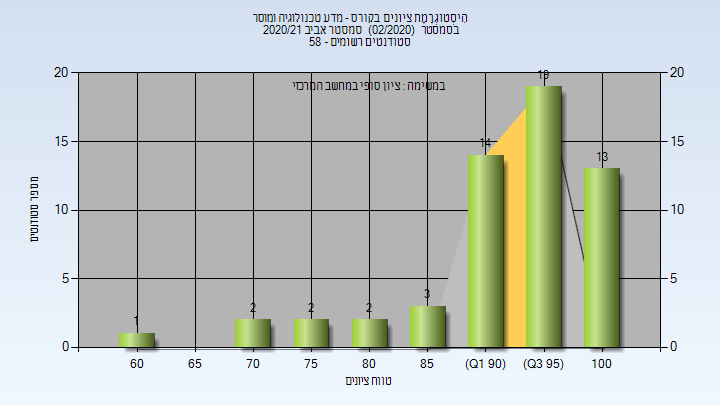 היסטוגרמת ציונים בקורס - מדע טכנולוגיה ומוסר
בסמסטר (02/2020) סמסטר אביב 2020/21
סטודנטים רשומים - 58
במשימה : ציון סופי במחשב המרכזי
20 20
15 15
10 10
5 5
0 0
מספר סטודנטים
1 2 2 2 3 14 19 13
60 65 70 75 80 85 (Q1 90) (Q3 95) 100
טווח ציונים